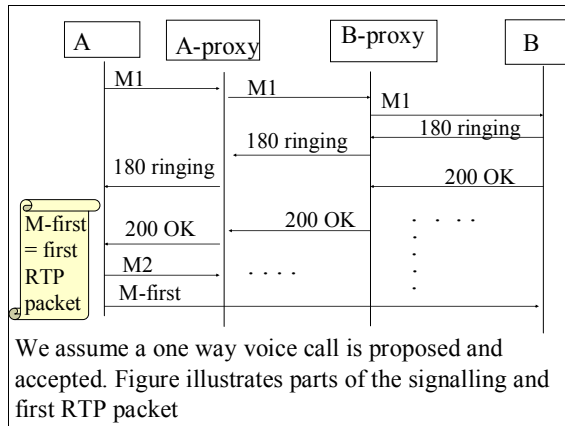 A
A-proxy
B-proxy
B
M1
M1
M1
180 ringing
180 ringing
180 ringing
200 OK
200 OK
200 OK
M-first
= first
RTP
packet
M2
. . . .
. . . .
M-first
We assume a one way voice call is proposed and
accepted. Figure illustrates parts of the signalling and
first RTP packet